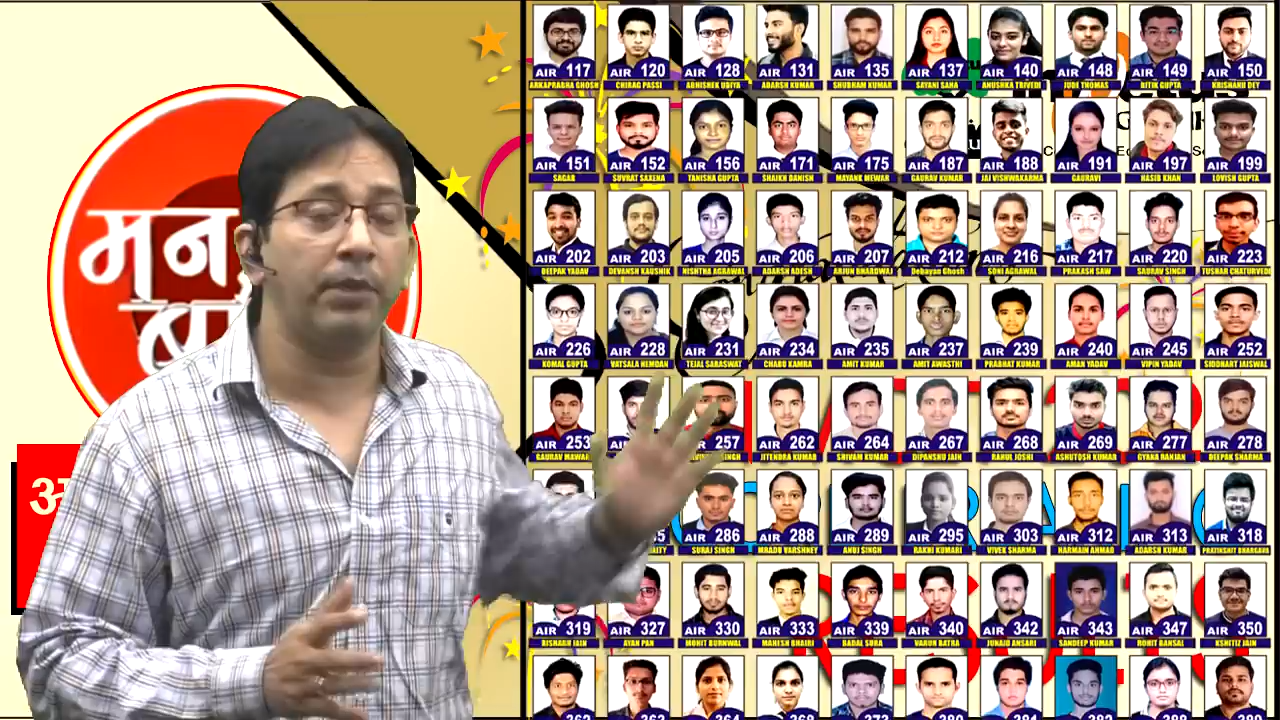 मन
अ
AIR 117 AIR 120 AIR 128 AIR 131 AIR 135 AIR 137 AIR 140 AIR 148 AIR 149 AIR 150
ARKAPRABHA GHOSH CHIRAG PASSI ABHISHEK UDIYA ADARSH KUMAR SHUBHAM KUMAR SAYANI SAHA ANUSHKA TRIVEDI JUDE THOMAS RITIK GUPTA KRISHANU DEY
AIR 151 AIR 152 AIR 156 AIR 171 AIR 175 AIR 187 AIR 188 AIR 191 AIR 197 AIR 199
SAGAR SUVRAT SAXENA TANISHA GUPTA SHAIKH DANISH MAYANK MEWAR GAURAV KUMAR JAI VISHWAKARMA GAURAVI HASIB KHAN LOVISH GUPTA
AIR 202 AIR 203 AIR 205 AIR 206 AIR 207 AIR 212 AIR 216 AIR 217 AIR 220 AIR 223
DEEPAK YADAV DEVANSH KAUSHIK NISHTHA AGRAWAL ADARSH ADESH ARJUN BHARDWAJ Debayan Ghosh SONI AGRAWAL PRAKASH SAW SAURAV SINGH TUSHAR CHATURVEDI
AIR 226 AIR 228 AIR 231 AIR 234 AIR 235 AIR 237 AIR 239 AIR 240 AIR 245 AIR 252
KOMAL GUPTA VATSALA HEMDAN TEJAL SARASWAT CHARU KAMRA AMIT KUMAR AMIT AWASTHI PRABHAT KUMAR AMAN YADAV VIPIN YADAV SIDDHART JAISWAL
AIR 253 257 AIR 262 AIR 264 AIR 267 AIR 268 AIR 269 AIR 277 AIR 278
GAURAV MAWAR SINGH JITENDRA KUMAR SHIVAM KUMAR DIPANSHU JAIN RAHUL JOSHI ASHUTOSH KUMAR GYANA RANJAN DEEPAK SHARMA
AIR 286 AIR 288 AIR 289 AIR 295 AIR 303 AIR 312 AIR 313 AIR 318
SURAJ SINGH MRADU VARSHNEY ANUJ SINGH RAKHI KUMARI VIVEK SHARMA HARMAIN AHMAD ADARSH KUMAR PRATIKSHIT BHARGAVA
AIR 319 AIR 327 AIR 330 AIR 333 AIR 339 AIR 340 AIR 342 AIR 343 AIR 347 AIR 350
RISHABH JAIN AYAN PAN MOHIT BURNWAL MAHESH BHAIRI BADAL SURA VARUN BATRA JUNAID ANSARI SANDEEP KUMAR ROHIT BANSAL KSHITIZ JAIN